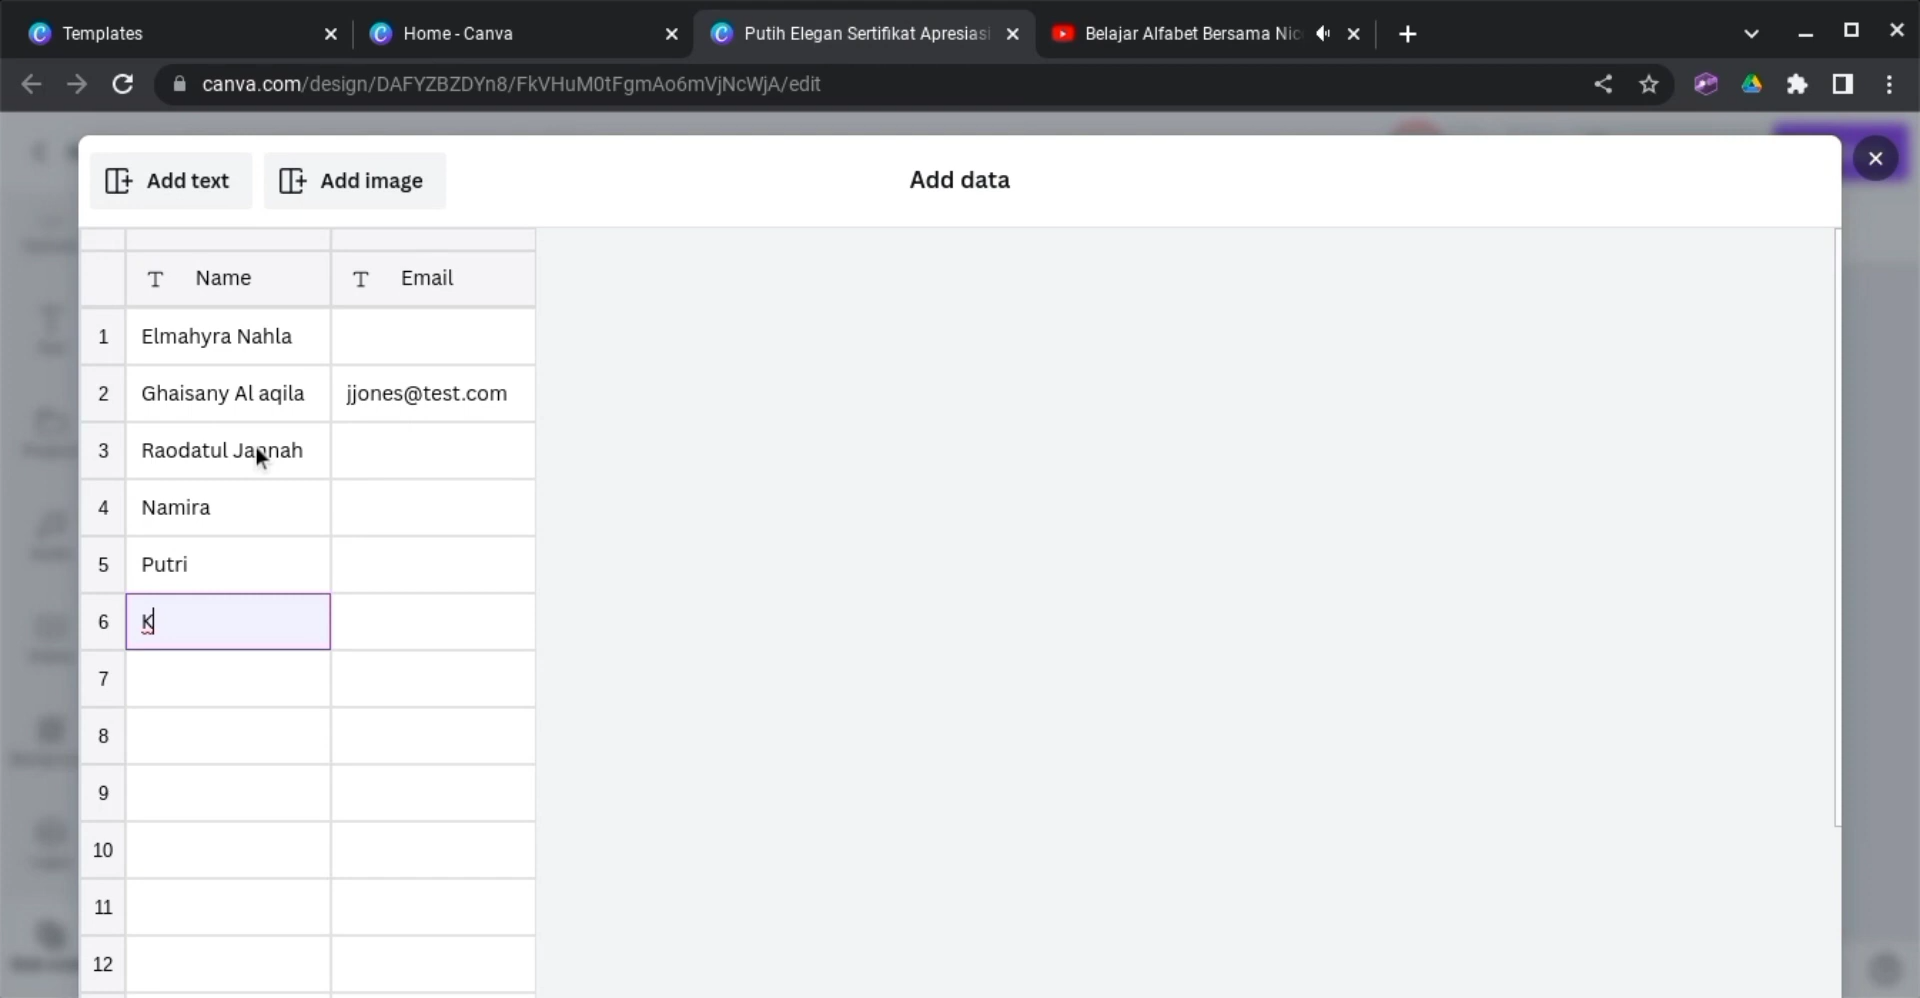 Templates
Home - Canva
Putih Elegan Sertifikat Apresiasi
Belajar Alfabet Bersama Nic
canva.com/design/DAFYZBZDYn8/FkVHuM0tFgmAo6mVjNcWjA/edit
Add text
Add image
Add data
T Name
T Email
1 Elmahyra Nahla
2 Ghaisany Al aqila jjones@test.com
3 Raodatul Jannah
4 Namira
5 Putri
6 K
7
8
9
10
11
12